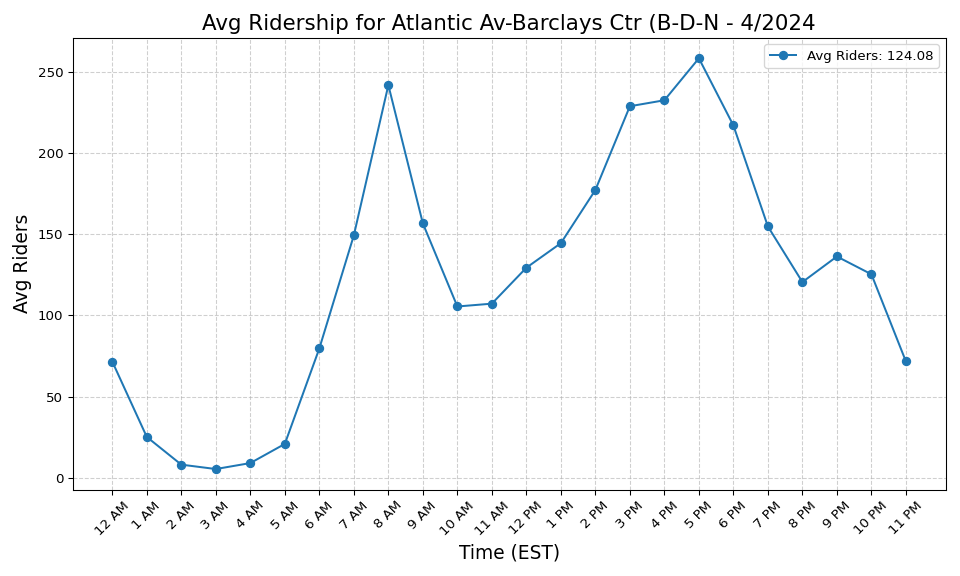 Avg Ridership for Atlantic Av-Barclays Ctr (B-D-N - 4/2024
Avg Riders: 124.08
Avg Riders
250
200
150
100
50
0
12 AM
1 AM
2 AM
3 AM
4 AM
5 AM
6 AM
7 AM
8 AM
9 AM
10 AM
11 AM
12 PM
1 PM
2 PM
3 PM
4 PM
5 PM
6 PM
7 PM
8 PM
9 PM
10 PM
11 PM
Time (EST)